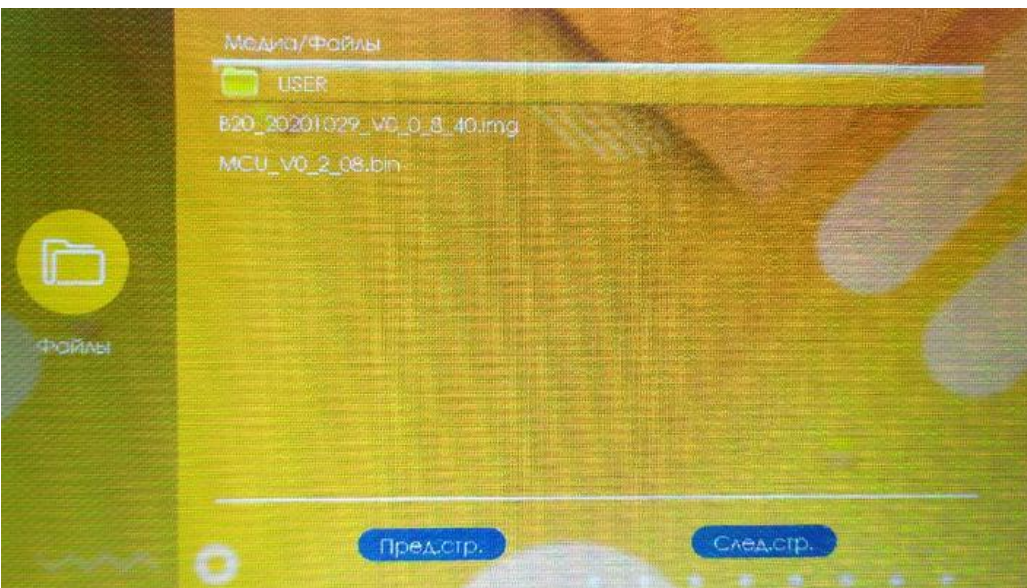 Медиа/Файлы
USER
B20_20201029_V0_0_8_40.img
MCU_V0_2_08.bin
Файлы
Пред.стр.
След.стр.